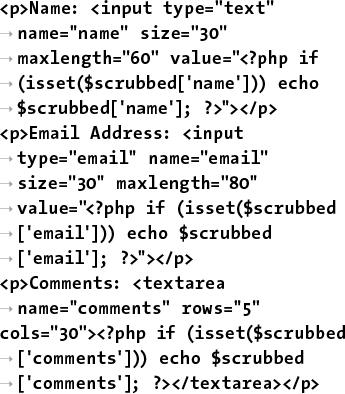 <p>Name: <input type="text"
→ name="name" size="30"
→ maxlength="60" value="<?php if
→ (isset($scrubbed['name'])) echo
→ $scrubbed['name']; ?>"></p>
<p>Email Address: <input
→ type="email" name="email"
→ size="30" maxlength="80"
→ value="<?php if (isset($scrubbed
→ ['email'])) echo $scrubbed
→ ['email']; ?>"></p>
<p>Comments: <textarea
→ name="comments" rows="5"
cols="30"><?php if (isset($scrubbed
→ ['comments'])) echo $scrubbed
→ ['comments']; ?></textarea></p>